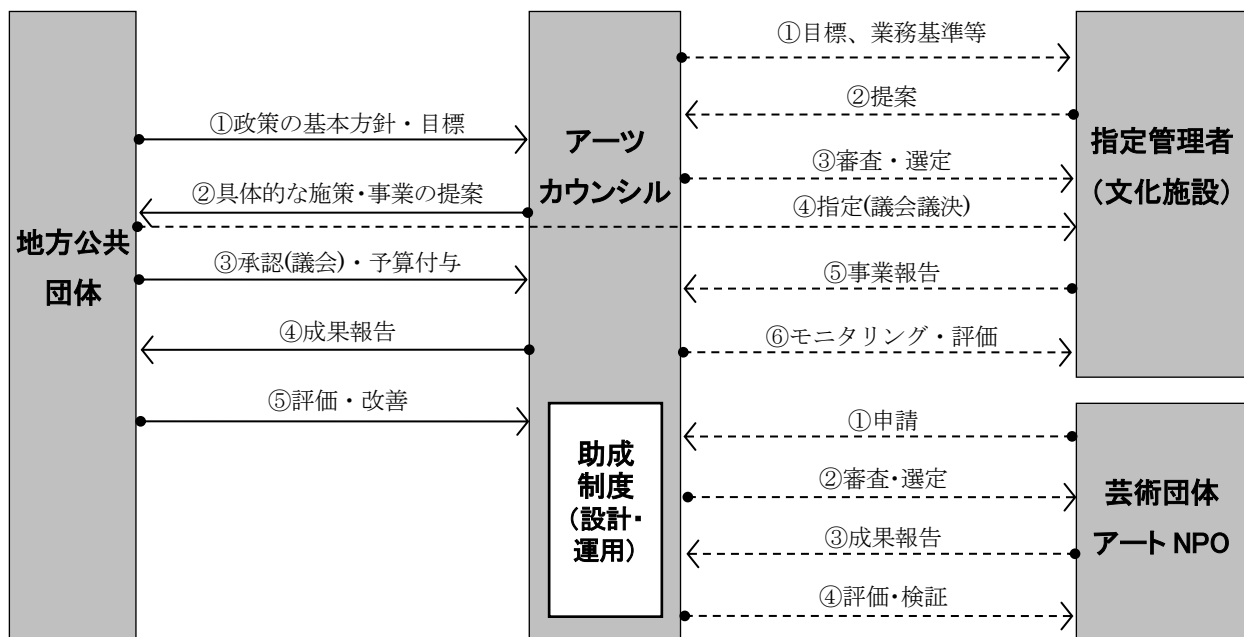 地方公共
団体
①政策の基本方針・目標
②具体的な施策・事業の提案
③承認(議会)・予算付与
④成果報告
⑤評価・改善
アーツ
カウンシル
助成
制度
(設計・
運用)
①目標、業務基準等
②提案
③審査・選定
④指定(議会議決)
⑤事業報告
⑥モニタリング・評価
指定管理者
(文化施設)
①申請
②審査・選定
③成果報告
④評価・検証
芸術団体
アート NPO